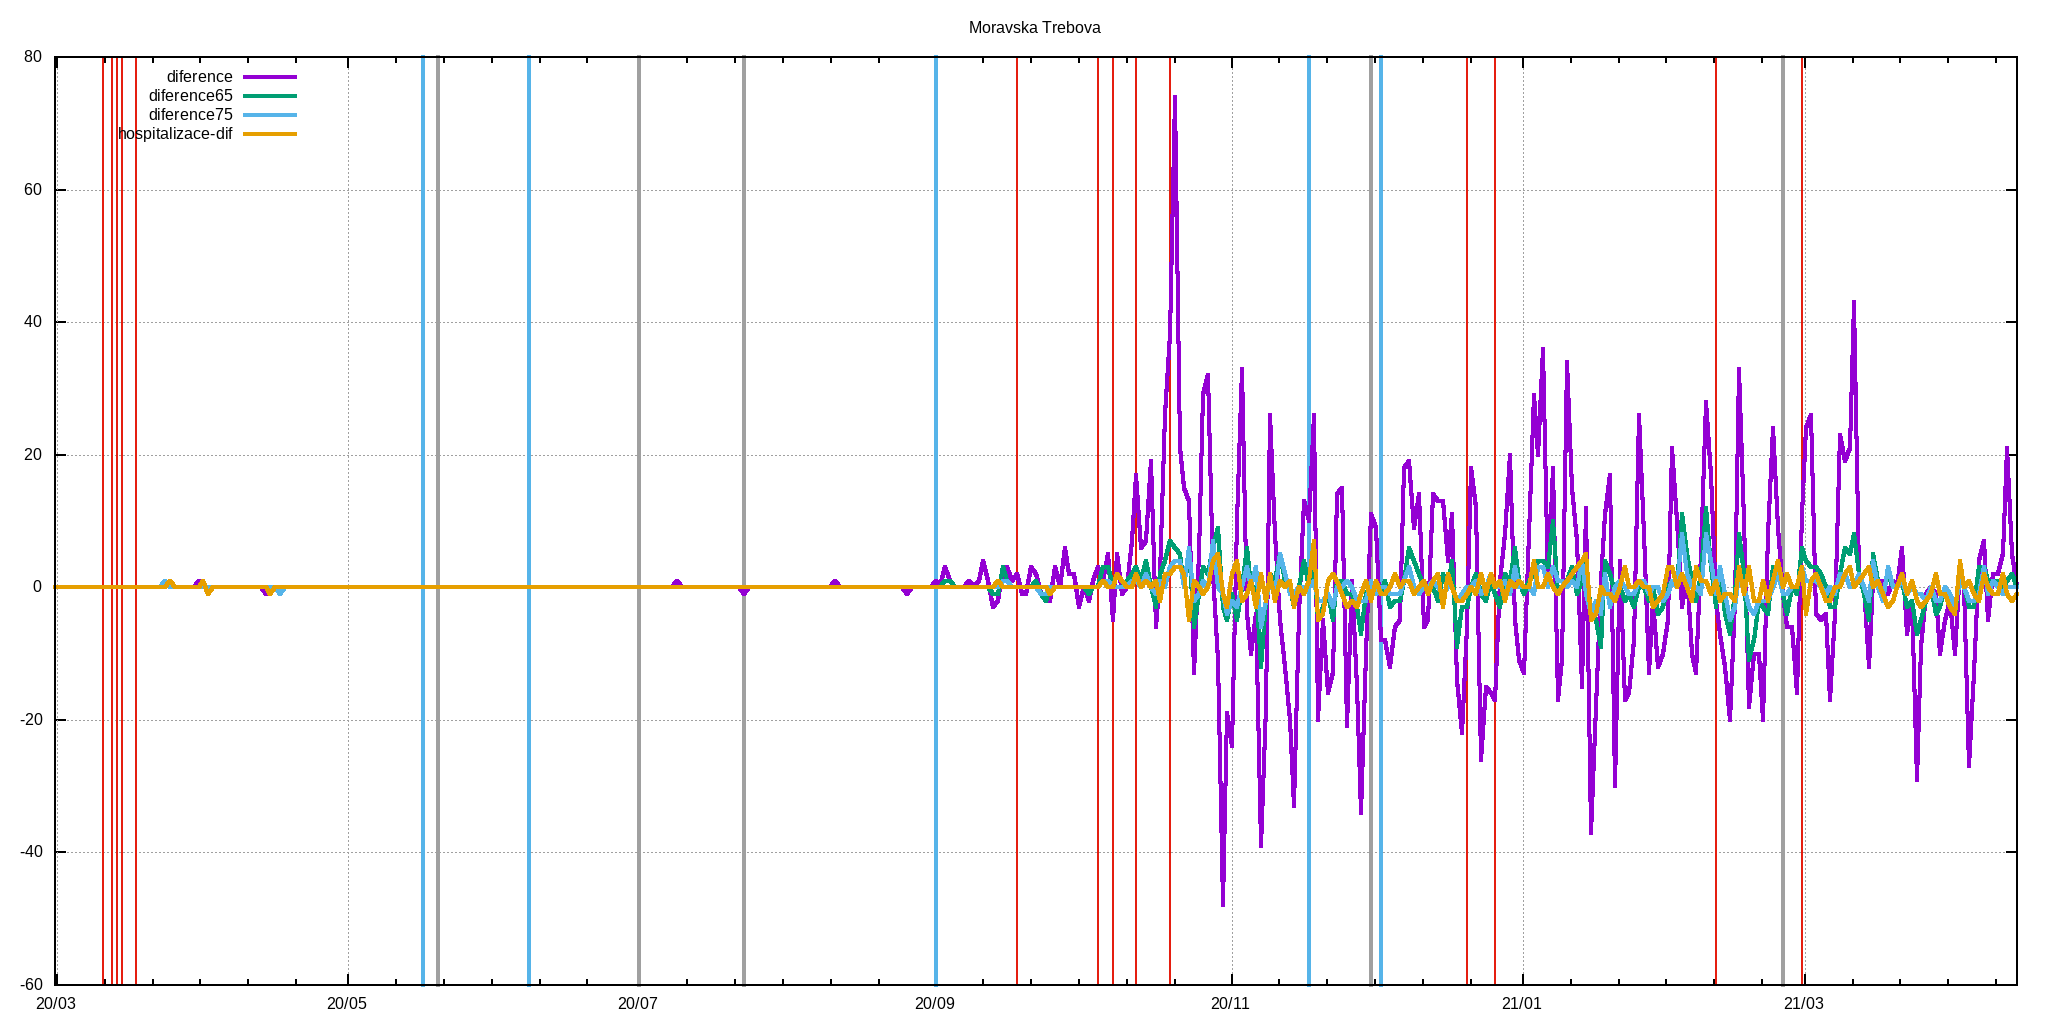 Moravska Trebova
80
60
40
20
0
-20
-40
-60
diference
diference65
diference75
hospitalizace-dif
20/03 20/05 20/07 20/09 20/11 21/01 21/03